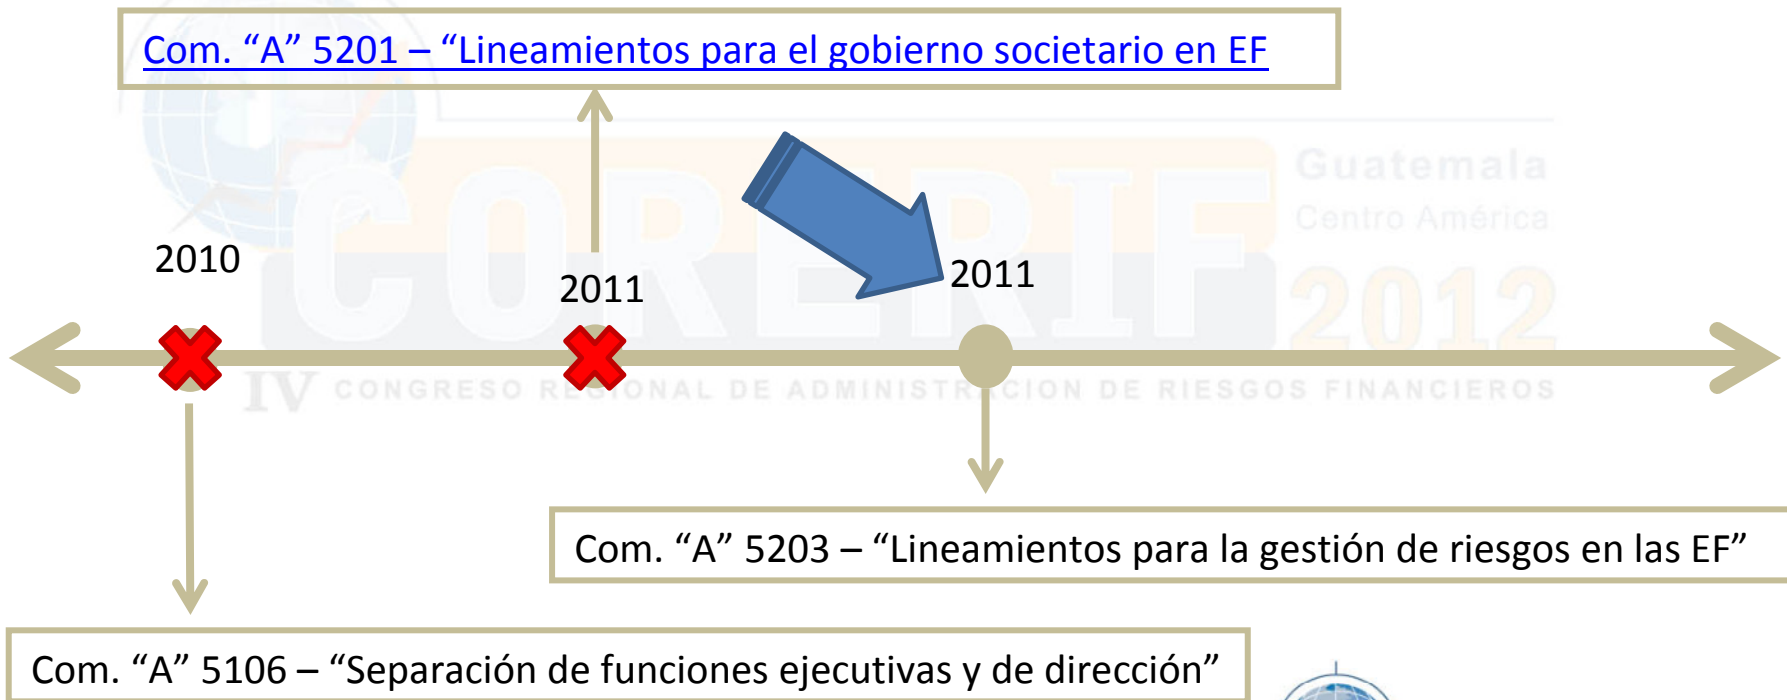 Com. “A” 5201 – “Lineamientos para el gobierno societario en EF
Guatemala
Centro América
CORERIF
2012
2010
2011
2011
IV CONGRESO REGIONAL DE ADMINISTRACION DE RIESGOS FINANCIEROS
Com. “A” 5203 – “Lineamientos para la gestión de riesgos en las EF”
Com. “A” 5106 – “Separación de funciones ejecutivas y de dirección”